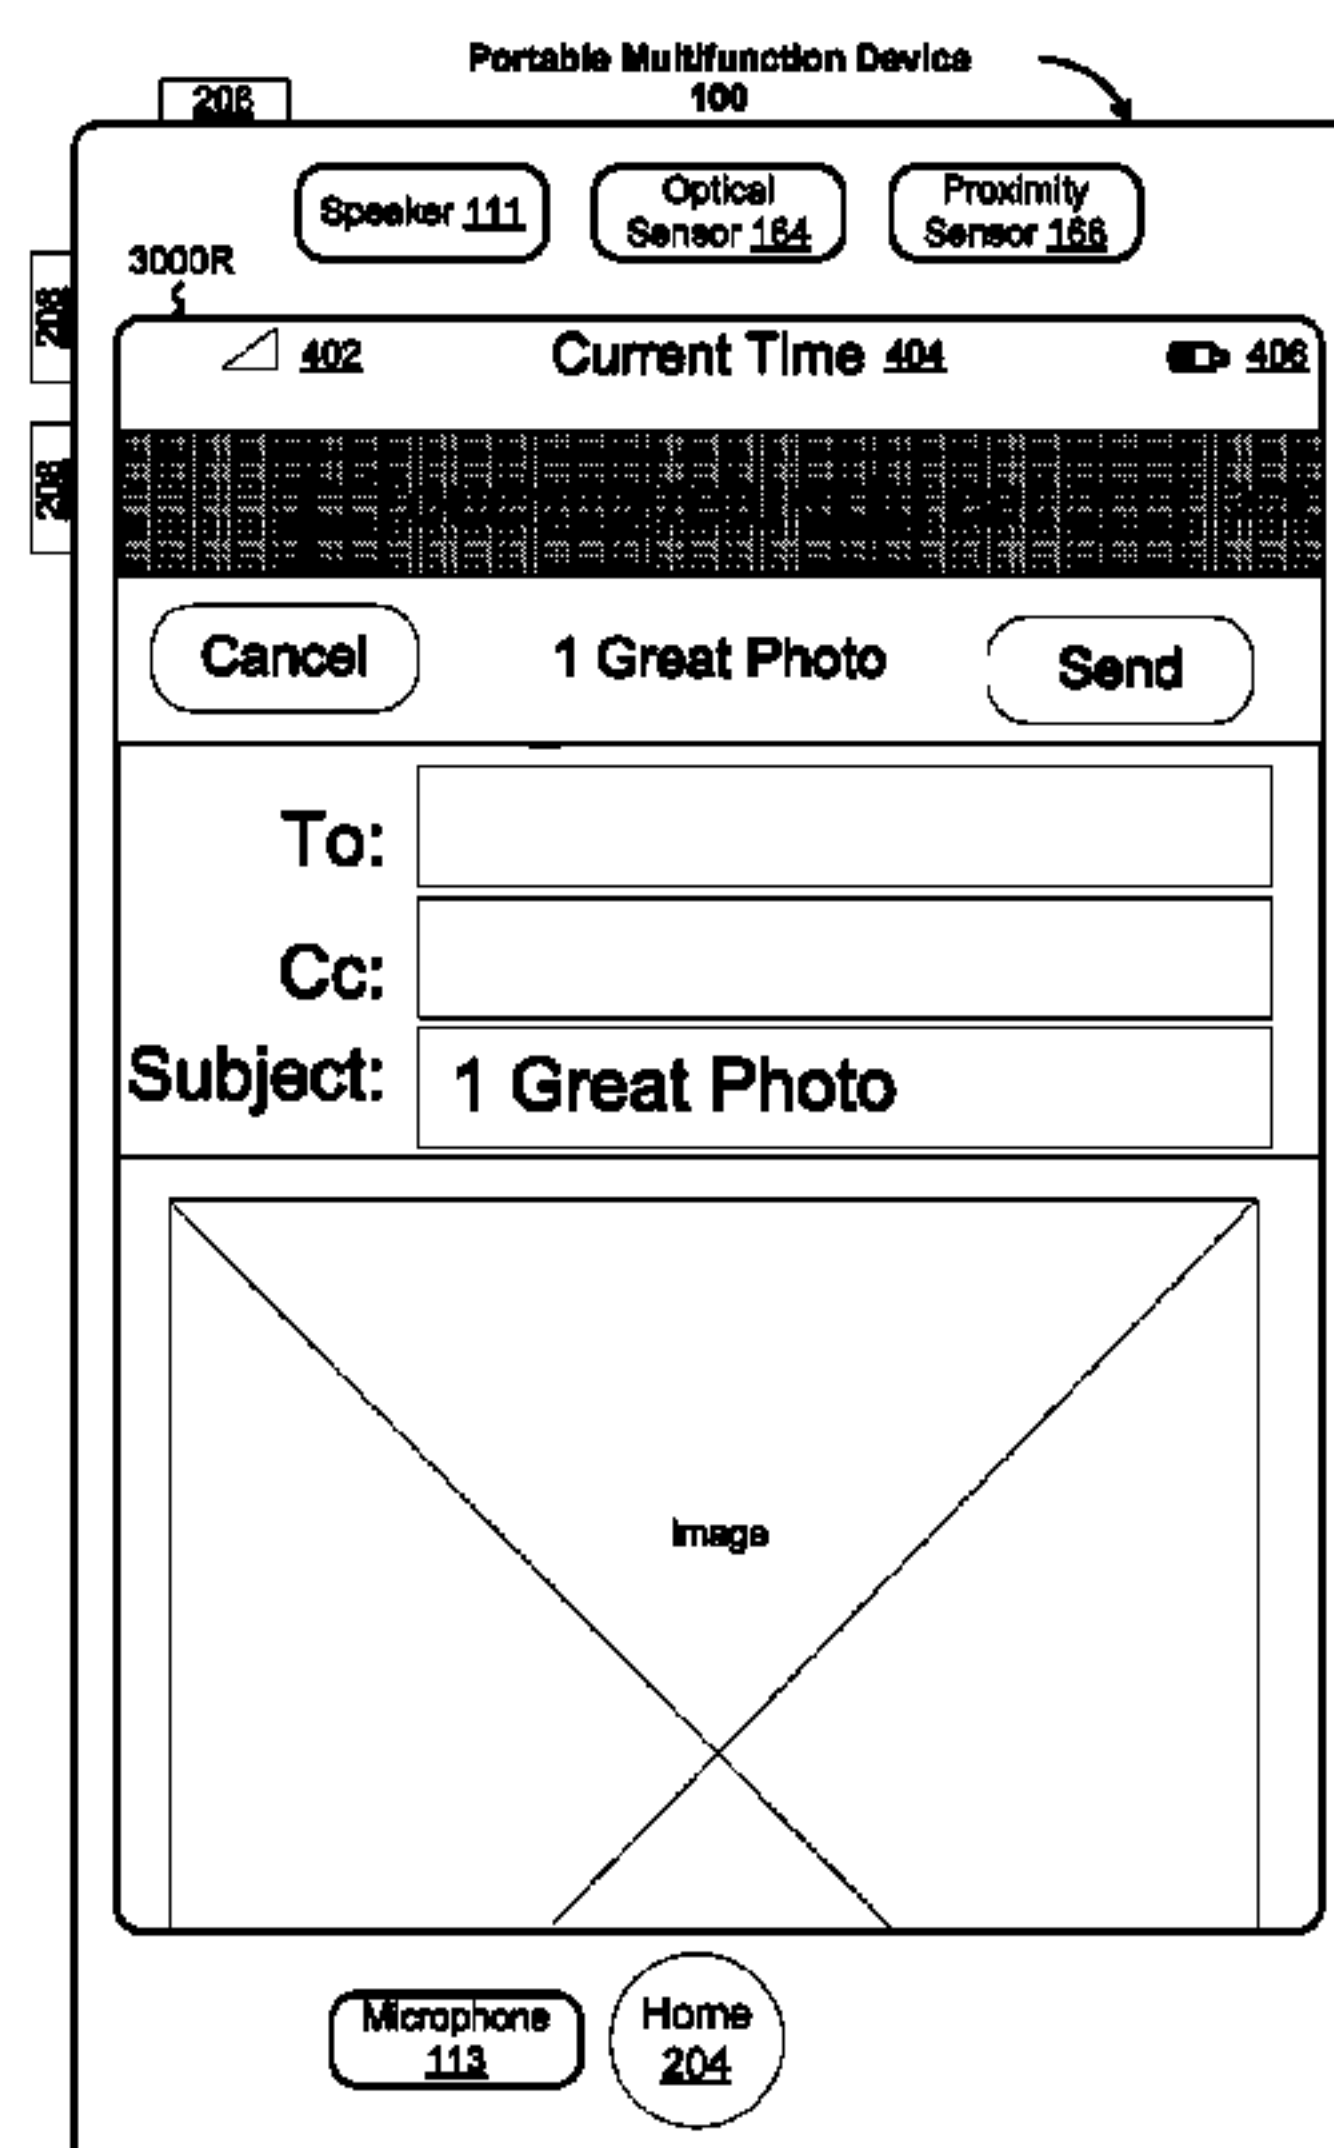 Portable Multifunction Device
100
206
Speaker 111
Optical
Sensor 164
Proximity
Sensor 166
3000R
208
402
Current Time 404
406
208
Cancel
1 Great Photo
Send
To:
Cc:
Subject:
1 Great Photo
Image
Microphone
113
Home
204